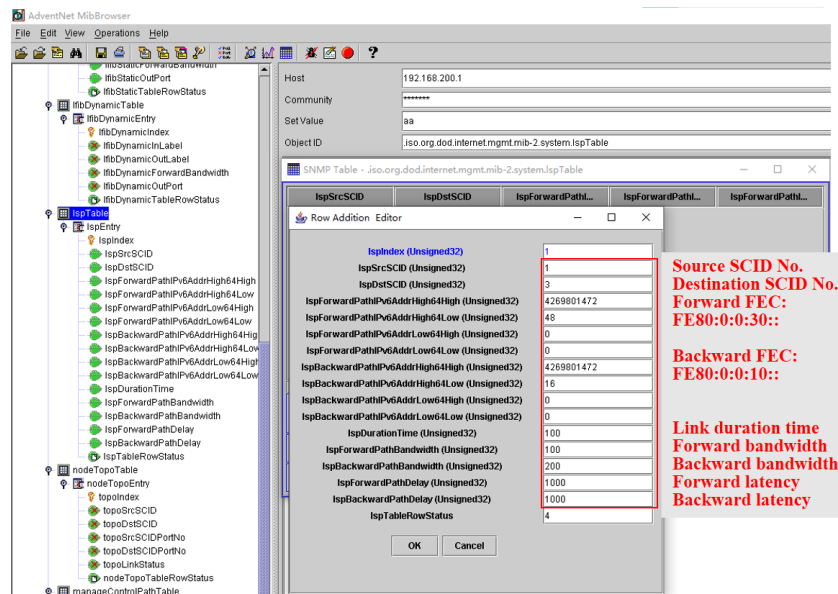 AdventNet MibBrowser
File Edit View Operations Help
lfibStaticForwardBandwidth
lfibStaticOutPort
lfibStaticTableRowStatus
lfibDynamicTable
lfibDynamicEntry
lfibDynamicIndex
lfibDynamicInLabel
lfibDynamicOutLabel
lfibDynamicForwardBandwidth
lfibDynamicOutPort
lfibDynamicTableRowStatus
lspTable
lspEntry
lspIndex
lspSrcSCID
lspDstSCID
lspForwardPathIPv6AddrHigh64High
lspForwardPathIPv6AddrHigh64Low
lspForwardPathIPv6AddrLow64High
lspForwardPathIPv6AddrLow64Low
lspBackwardPathIPv6AddrHigh64Hig
lspBackwardPathIPv6AddrHigh64Lov
lspBackwardPathIPv6AddrLow64High
lspBackwardPathIPv6AddrLow64Low
lspDurationTime
lspForwardPathBandwidth
lspBackwardPathBandwidth
lspForwardPathDelay
lspBackwardPathDelay
lspTableRowStatus
nodeTopoTable
nodeTopoEntry
topoIndex
topoSrcSCID
topoDstSCID
topoSrcSCIDPortNo
topoDstSCIDPortNo
topoLinkStatus
nodeTopoTableRowStatus
manageControlPathTable
Host 192.168.200.1
Community *******
Set Value aa
Object ID .iso.org.dod.internet.mgmt.mib-2.system.lspTable
SNMP Table - .iso.org.dod.internet.mgmt.mib-2.system.lspTable
lspSrcSCID lspDstSCID lspForwardPathI... lspForwardPathI... lspForwardPathI...
Row Addition Editor
lspIndex (Unsigned32) 1
lspSrcSCID (Unsigned32) 1
lspDstSCID (Unsigned32) 3
lspForwardPathIPv6AddrHigh64High (Unsigned32) 4269801472
lspForwardPathIPv6AddrHigh64Low (Unsigned32) 48
lspForwardPathIPv6AddrLow64High (Unsigned32) 0
lspForwardPathIPv6AddrLow64Low (Unsigned32) 0
lspBackwardPathIPv6AddrHigh64High (Unsigned32) 4269801472
lspBackwardPathIPv6AddrHigh64Low (Unsigned32) 16
lspBackwardPathIPv6AddrLow64High (Unsigned32) 0
lspBackwardPathIPv6AddrLow64Low (Unsigned32) 0
lspDurationTime (Unsigned32) 100
lspForwardPathBandwidth (Unsigned32) 100
lspBackwardPathBandwidth (Unsigned32) 200
lspForwardPathDelay (Unsigned32) 1000
lspBackwardPathDelay (Unsigned32) 1000
lspTableRowStatus 4
OK Cancel
Source SCID No.
Destination SCID No.
Forward FEC:
FE80:0:0:30::
Backward FEC:
FE80:0:0:10::
Link duration time
Forward bandwidth
Backward bandwidth
Forward latency
Backward latency